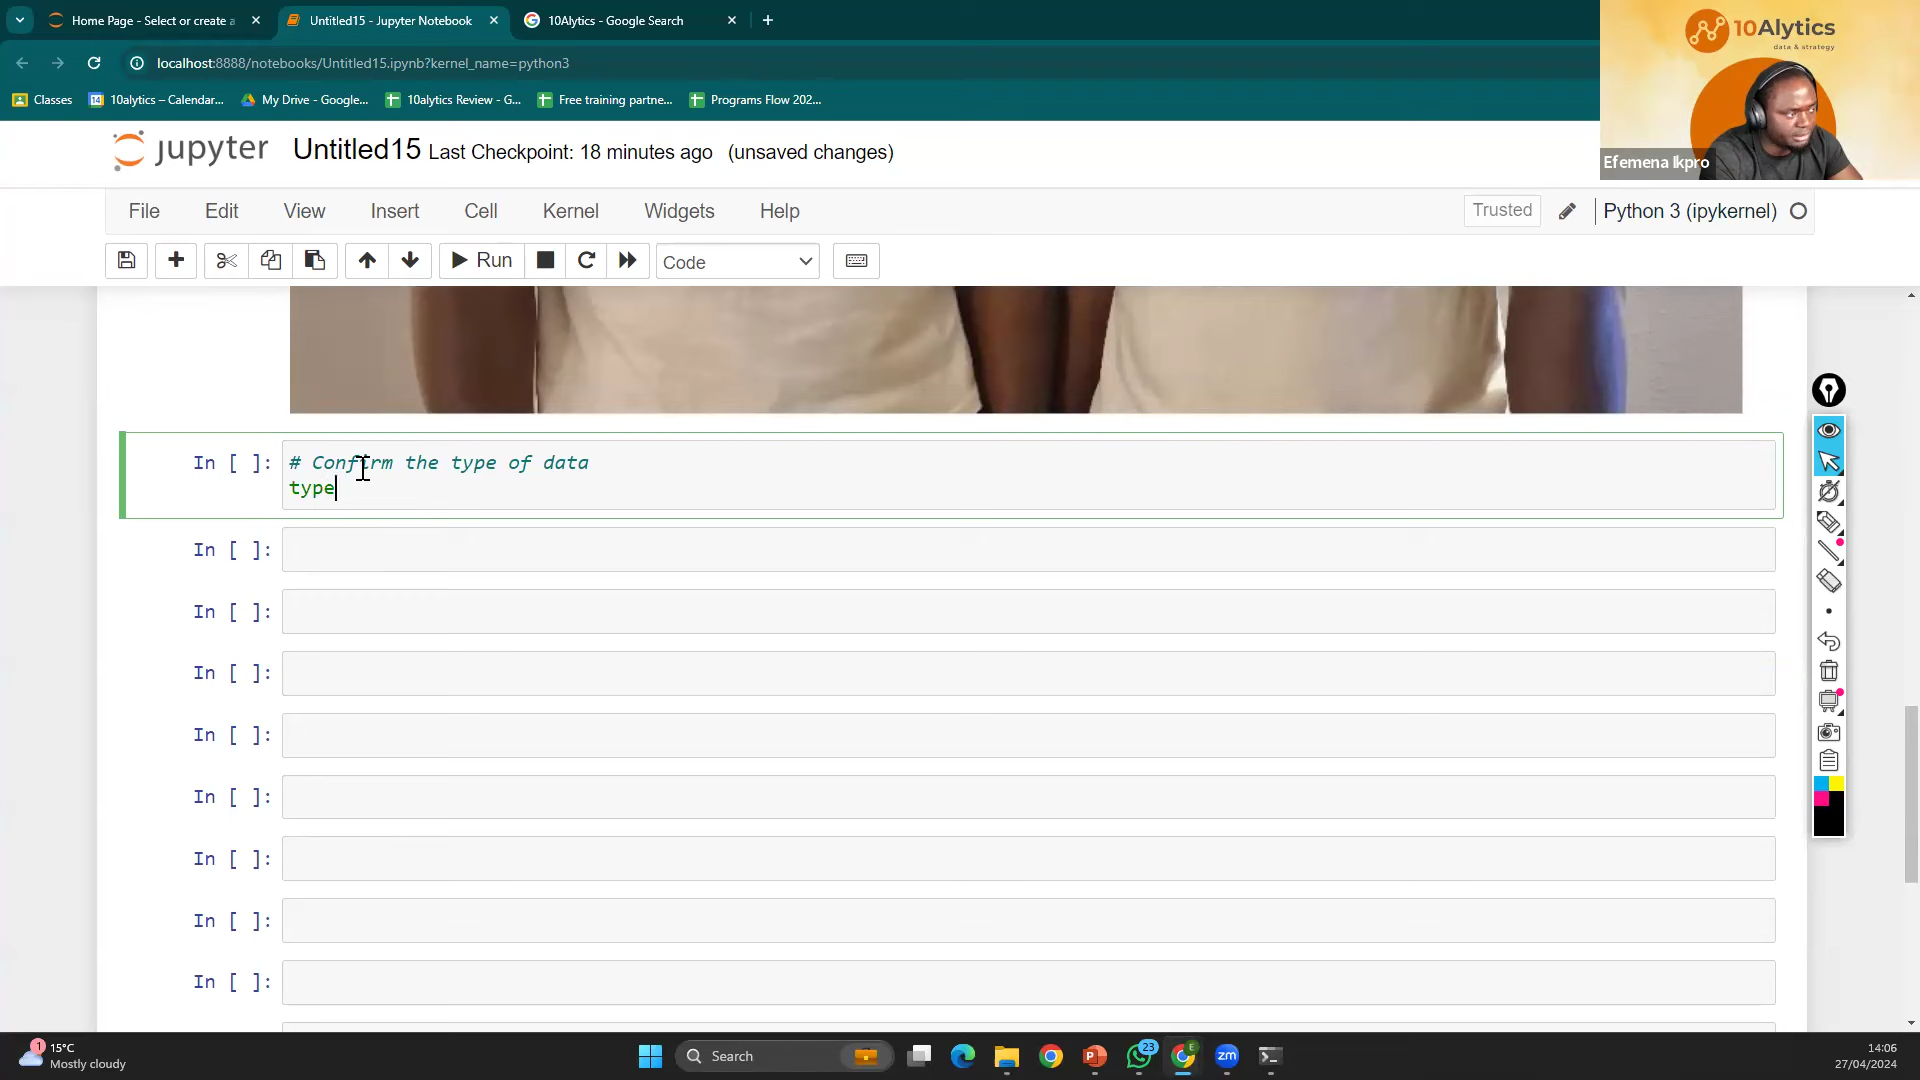 Home Page - Select or create a
Untitled15 - Jupyter Notebook
10Alytics - Google Search
localhost:8888/notebooks/Untitled15.ipynb?kernel_name=python3
Classes
10alytics – Calendar...
My Drive - Google...
10alytics Review - G...
Free training partne...
Programs Flow 202...
10Alytics
data & strategy
Efemena Ikpro
jupyter
Untitled15 Last Checkpoint: 18 minutes ago (unsaved changes)
File
Edit
View
Insert
Cell
Kernel
Widgets
Help
Trusted
Python 3 (ipykernel)
Run
Code
In [ ]: # Confirm the type of data
type
In [ ]:
In [ ]:
In [ ]:
In [ ]:
In [ ]:
In [ ]:
In [ ]:
In [ ]:
1
15°C
Mostly cloudy
Search
P
23
E
zm
14:06
27/04/2024